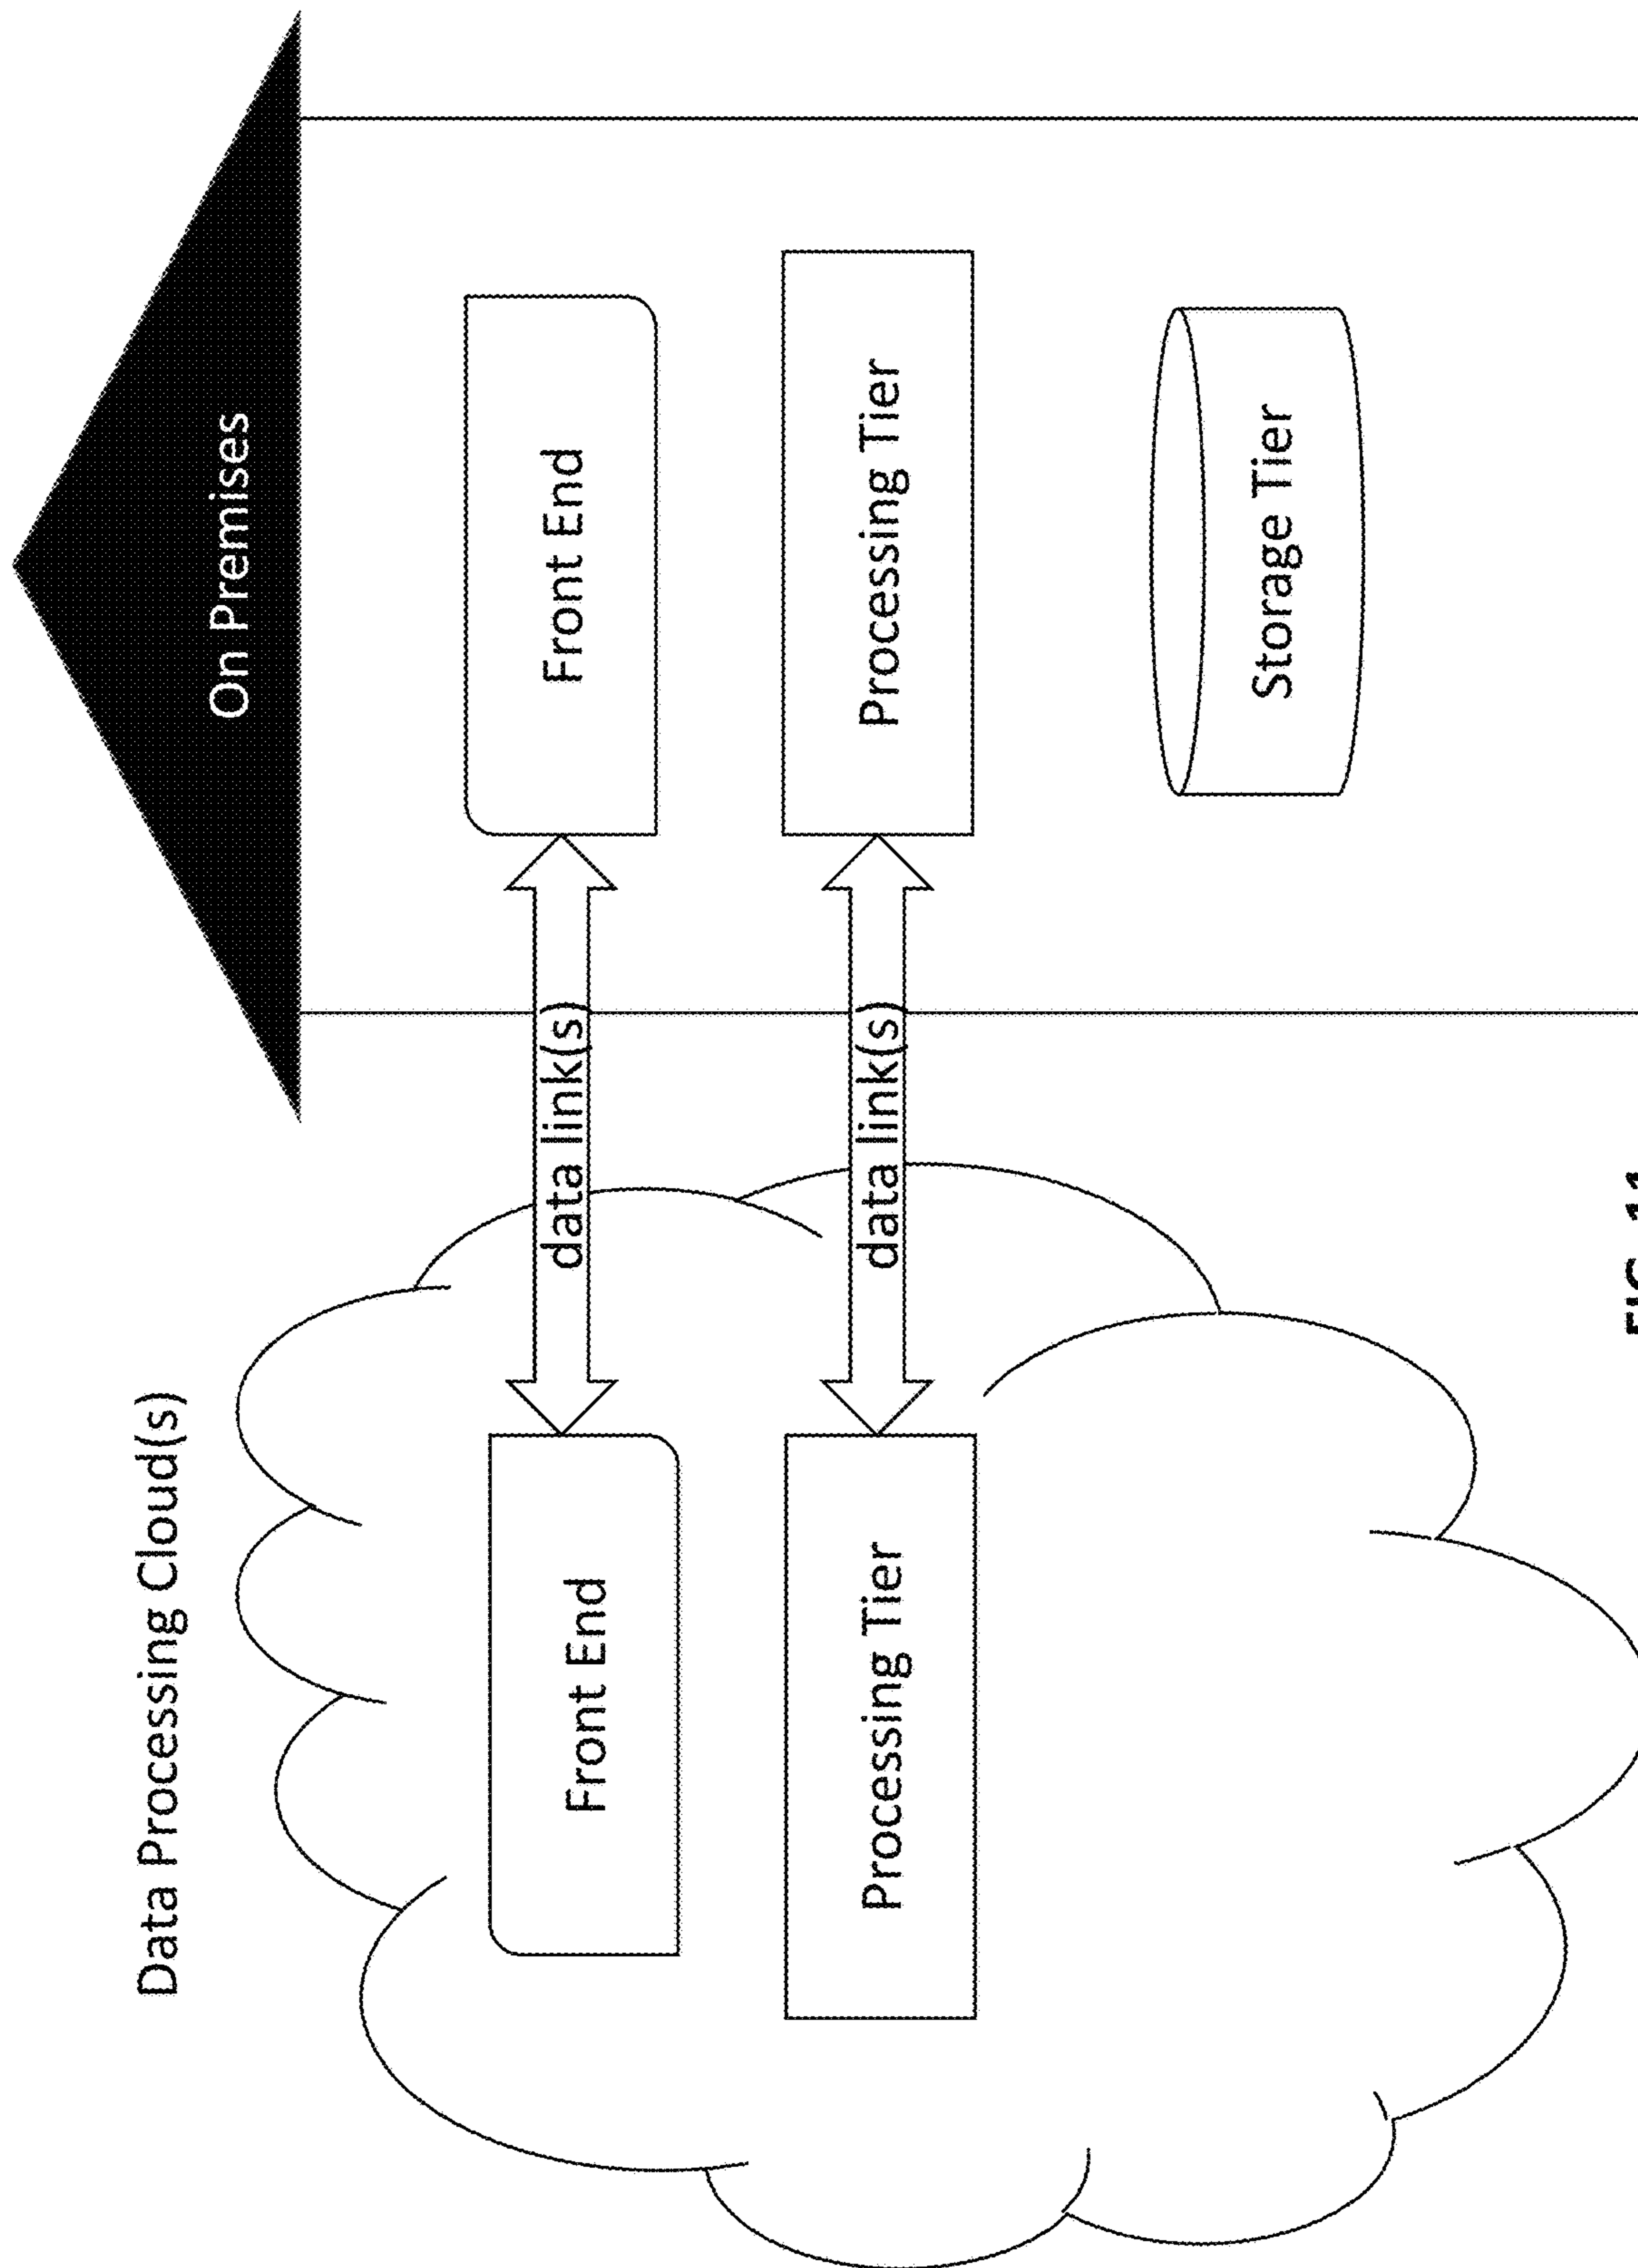 Data Processing Cloud(s)
On Premises
Front End
data link(s)
Front End
Processing Tier
data link(s)
Processing Tier
Storage Tier